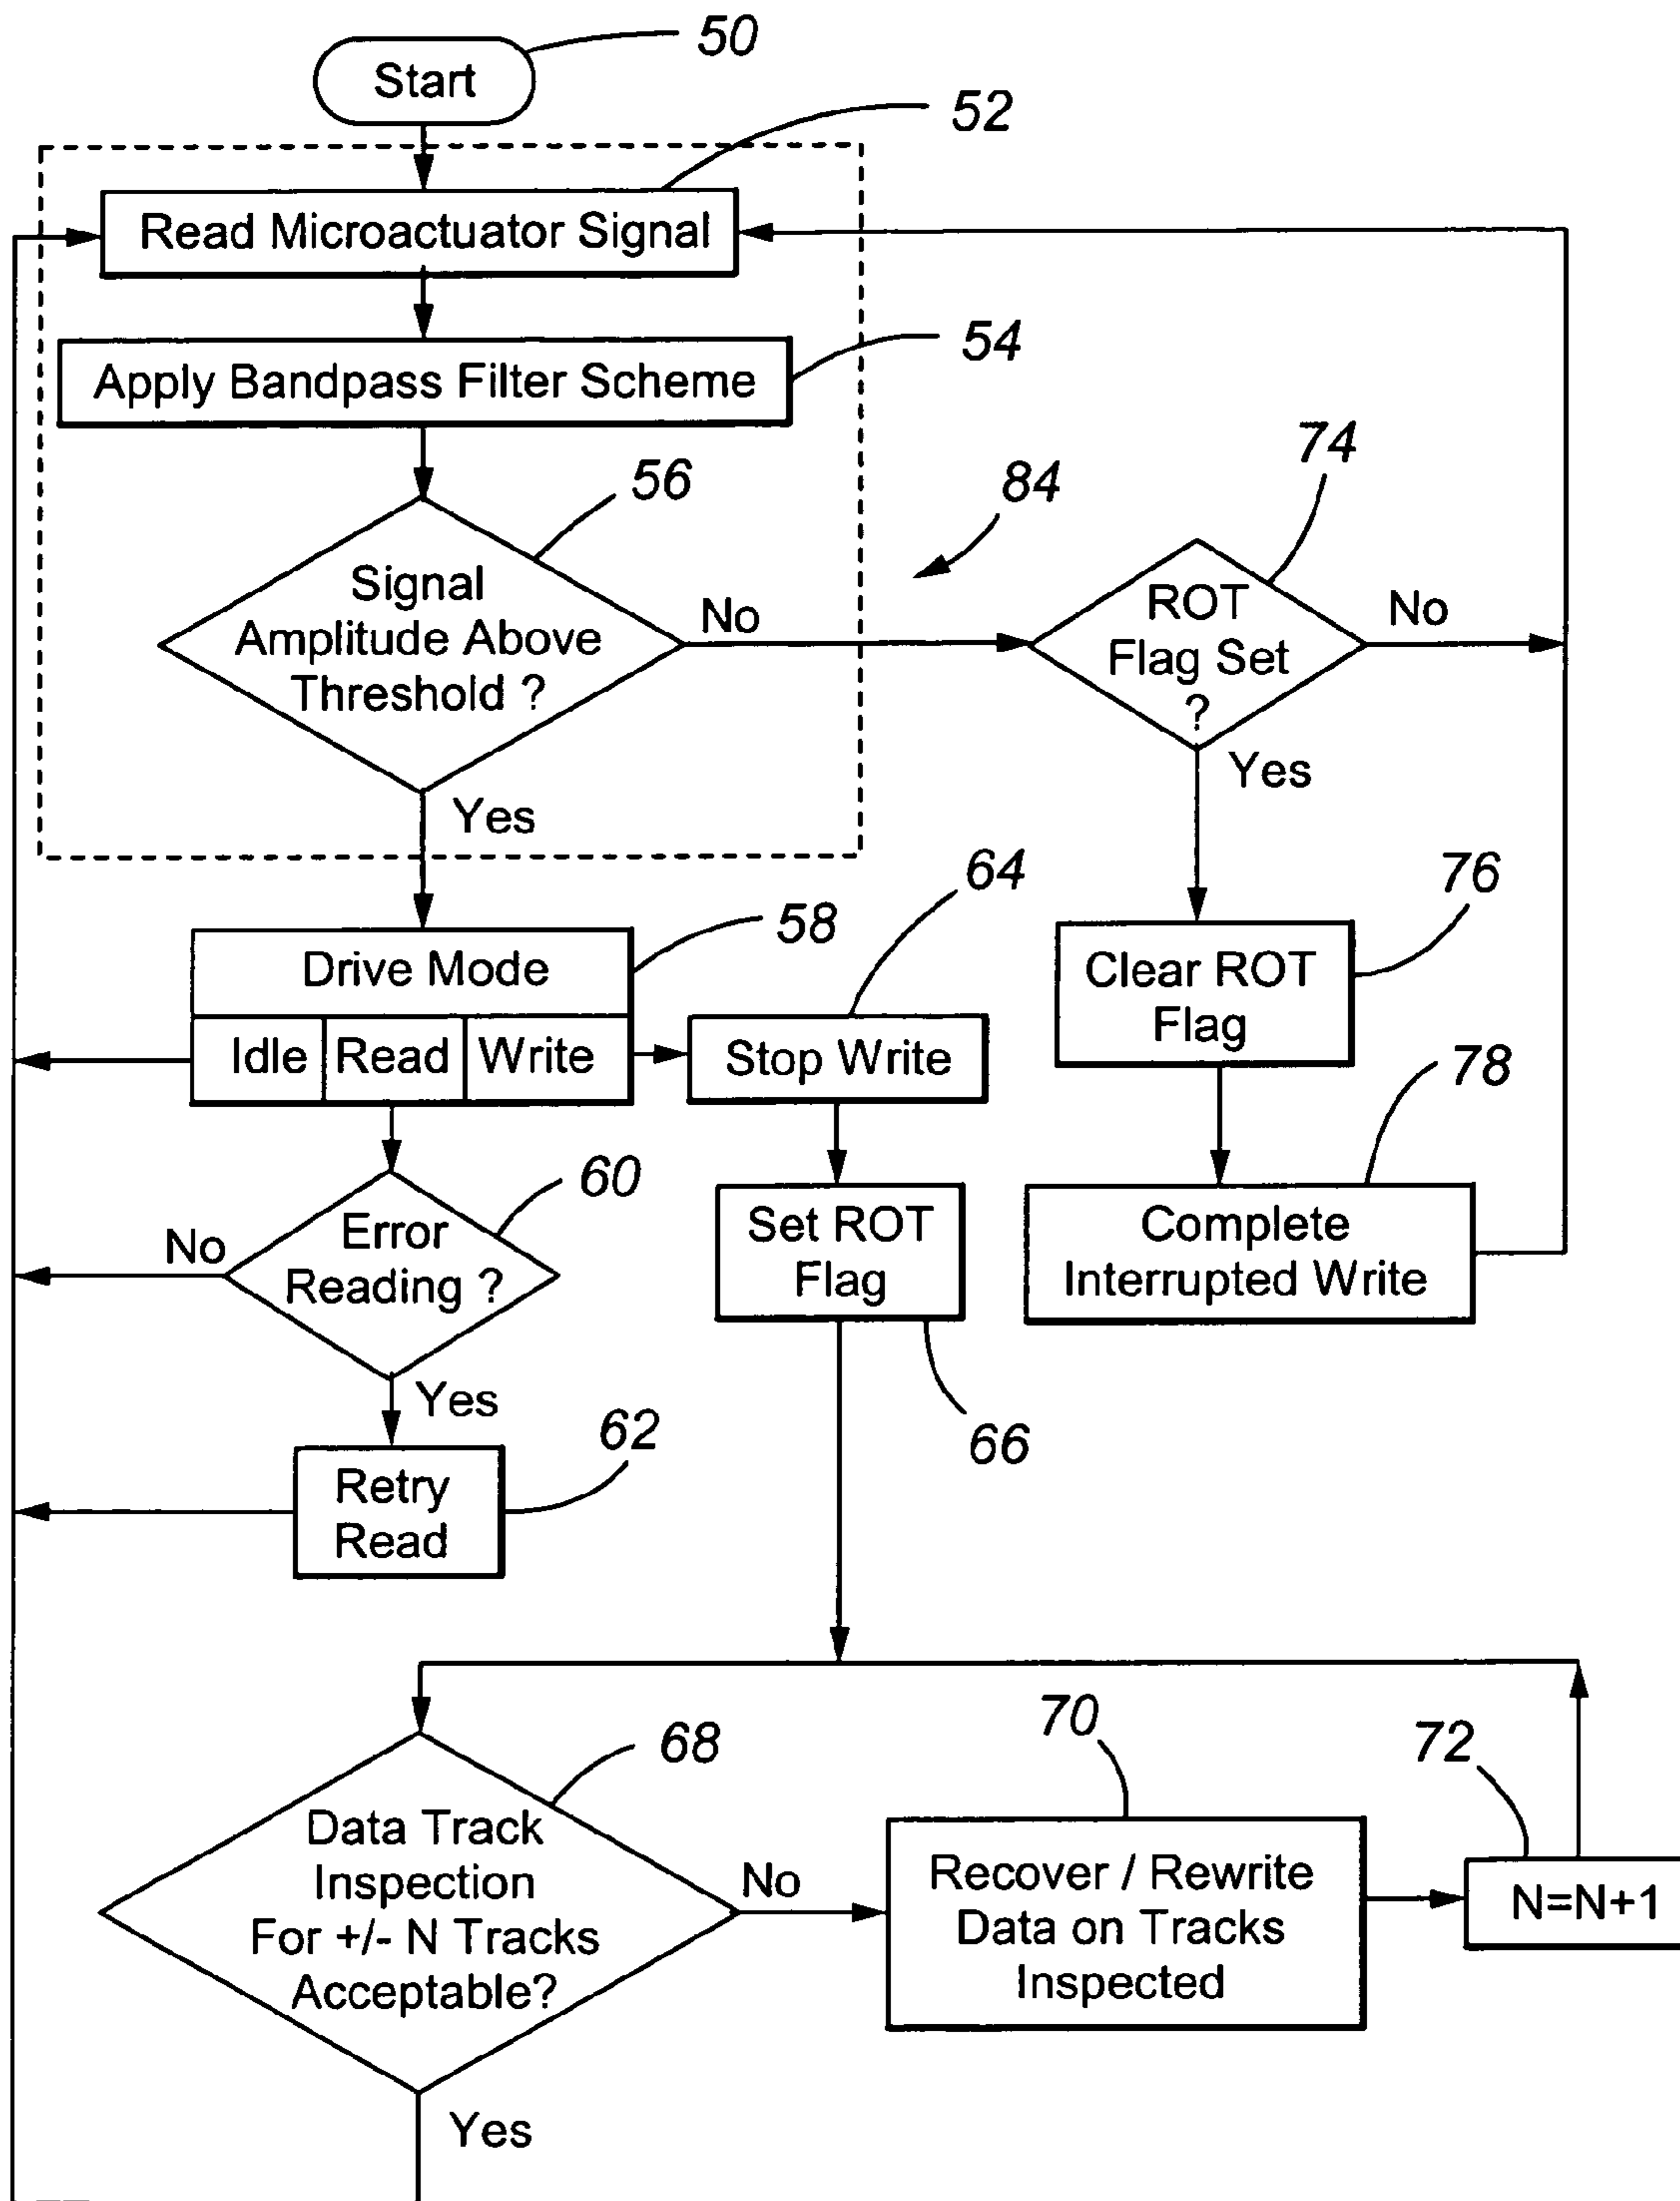 50
Start
52
Read Microactuator Signal
54
Apply Bandpass Filter Scheme
56
Signal
Amplitude Above
Threshold ?
No
Yes
84
74
ROT
Flag Set
?
No
Yes
58
Drive Mode
Idle
Read
Write
64
Stop Write
76
Clear ROT
Flag
78
Complete
Interrupted Write
60
Error
Reading ?
No
Yes
Set ROT
Flag
66
62
Retry
Read
68
Data Track
Inspection
For +/- N Tracks
Acceptable?
No
Yes
70
Recover / Rewrite
Data on Tracks
Inspected
72
N=N+1